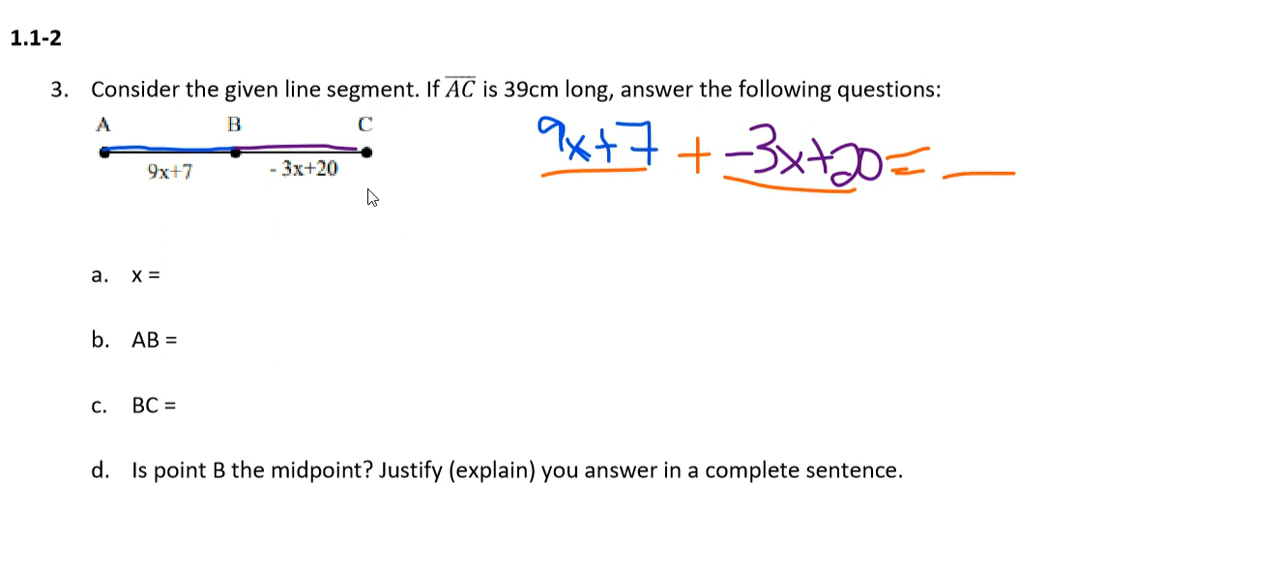 1.1-2
3. Consider the given line segment. If \overline{AC} is 39cm long, answer the following questions:
A B C
9x+7 - 3x+20
9x+7 + -3x+20 = __
a. x =
b. AB =
c. BC =
d. Is point B the midpoint? Justify (explain) you answer in a complete sentence.